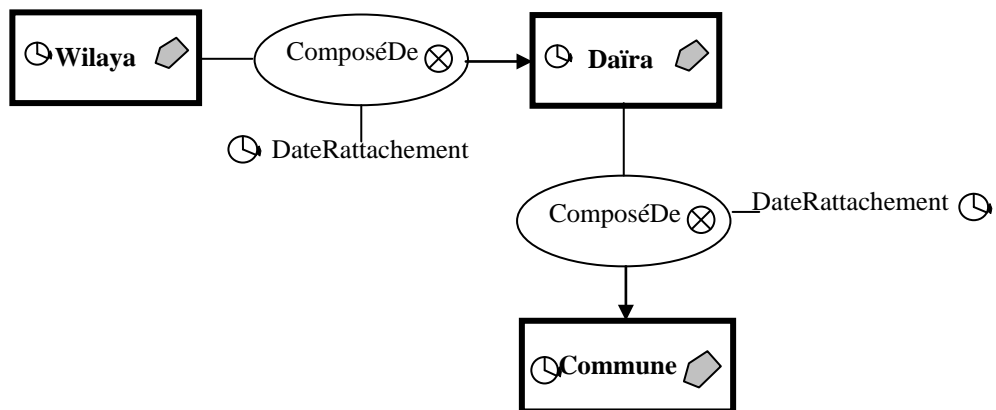 Wilaya
ComposéDe
Daïra
DateRattachement
ComposéDe
DateRattachement
Commune